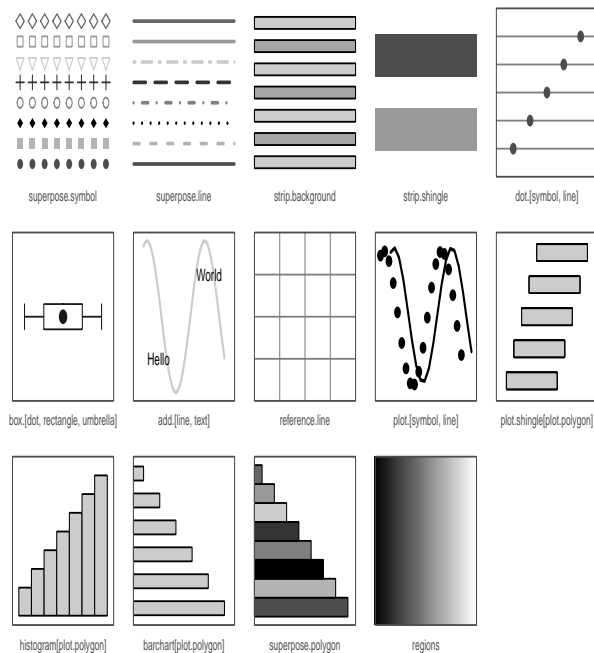 superpose.symbol
superpose.line
strip.background
strip.shingle
dot.[symbol, line]
World
Hello
box.[dot, rectangle, umbrella]
add.[line, text]
reference.line
plot.[symbol, line]
plot.shingle[plot.polygon]
histogram[plot.polygon]
barchart[plot.polygon]
superpose.polygon
regions